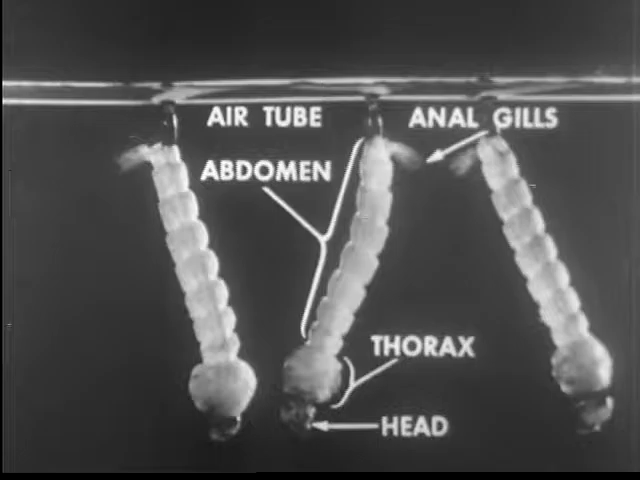 AIR TUBE
ANAL GILLS
ABDOMEN
THORAX
HEAD